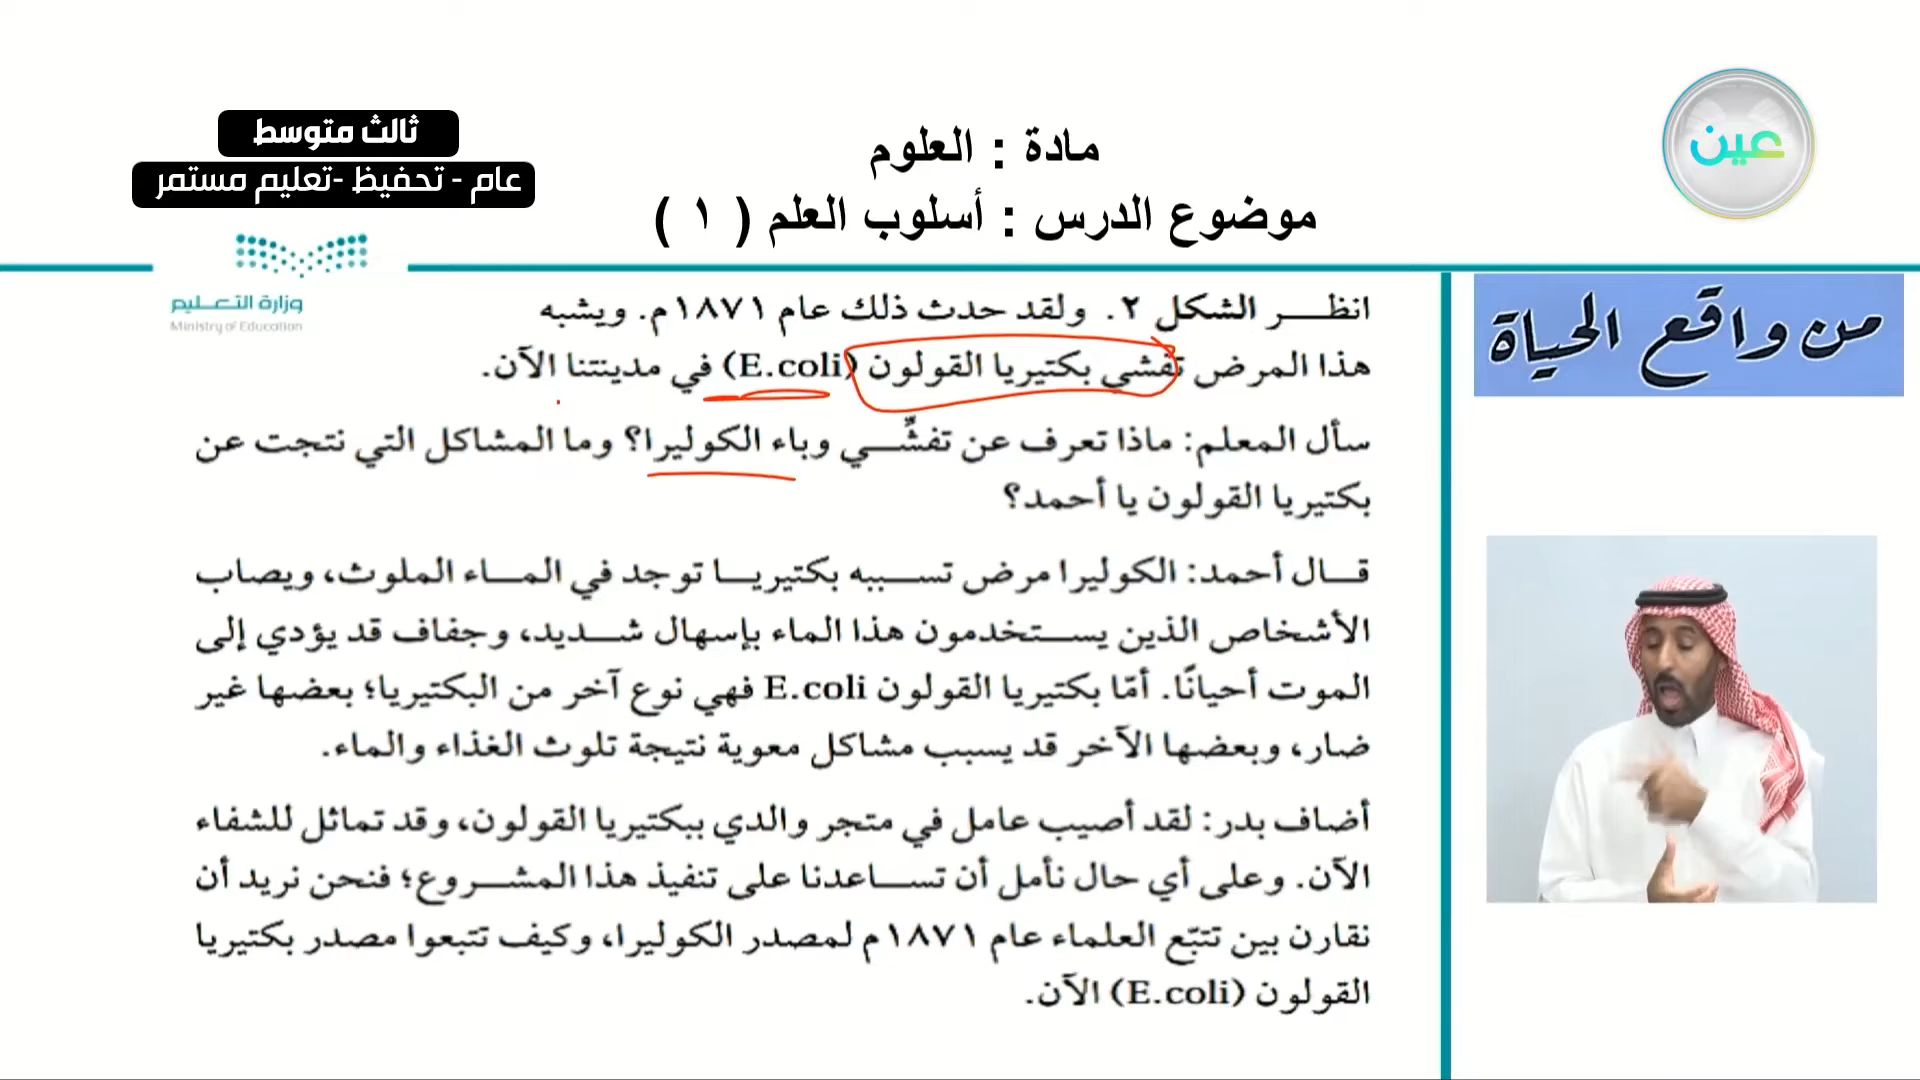 ثالث متوسط
عام - تحفيظ -تعليم مستمر
مادة : العلوم
موضوع الدرس : أسلوب العلم ( ١ )
عين
وزارة التعليم
Ministry of Education
من واقع الحياة
انظر الشكل ٢. ولقد حدث ذلك عام ١٨٧١م. ويشبه
هذا المرض تفشي بكتيريا القولون (E.coli) في مدينتنا الآن.
سأل المعلم: ماذا تعرف عن تفشّي وباء الكوليرا؟ وما المشاكل التي نتجت عن
بكتيريا القولون يا أحمد؟
قال أحمد: الكوليرا مرض تسببه بكتيريا توجد في الماء الملوث، ويصاب
الأشخاص الذين يستخدمون هذا الماء بإسهال شديد، وجفاف قد يؤدي إلى
الموت أحيانًا. أمّا بكتيريا القولون E.coli فهي نوع آخر من البكتيريا؛ بعضها غير
ضار، وبعضها الآخر قد يسبب مشاكل معوية نتيجة تلوث الغذاء والماء.
أضاف بدر: لقد أصيب عامل في متجر والدي ببكتيريا القولون، وقد تماثل للشفاء
الآن. وعلى أي حال نأمل أن تساعدنا على تنفيذ هذا المشروع؛ فنحن نريد أن
نقارن بين تتبّع العلماء عام ١٨٧١م لمصدر الكوليرا، وكيف تتبعوا مصدر بكتيريا
القولون (E.coli) الآن.